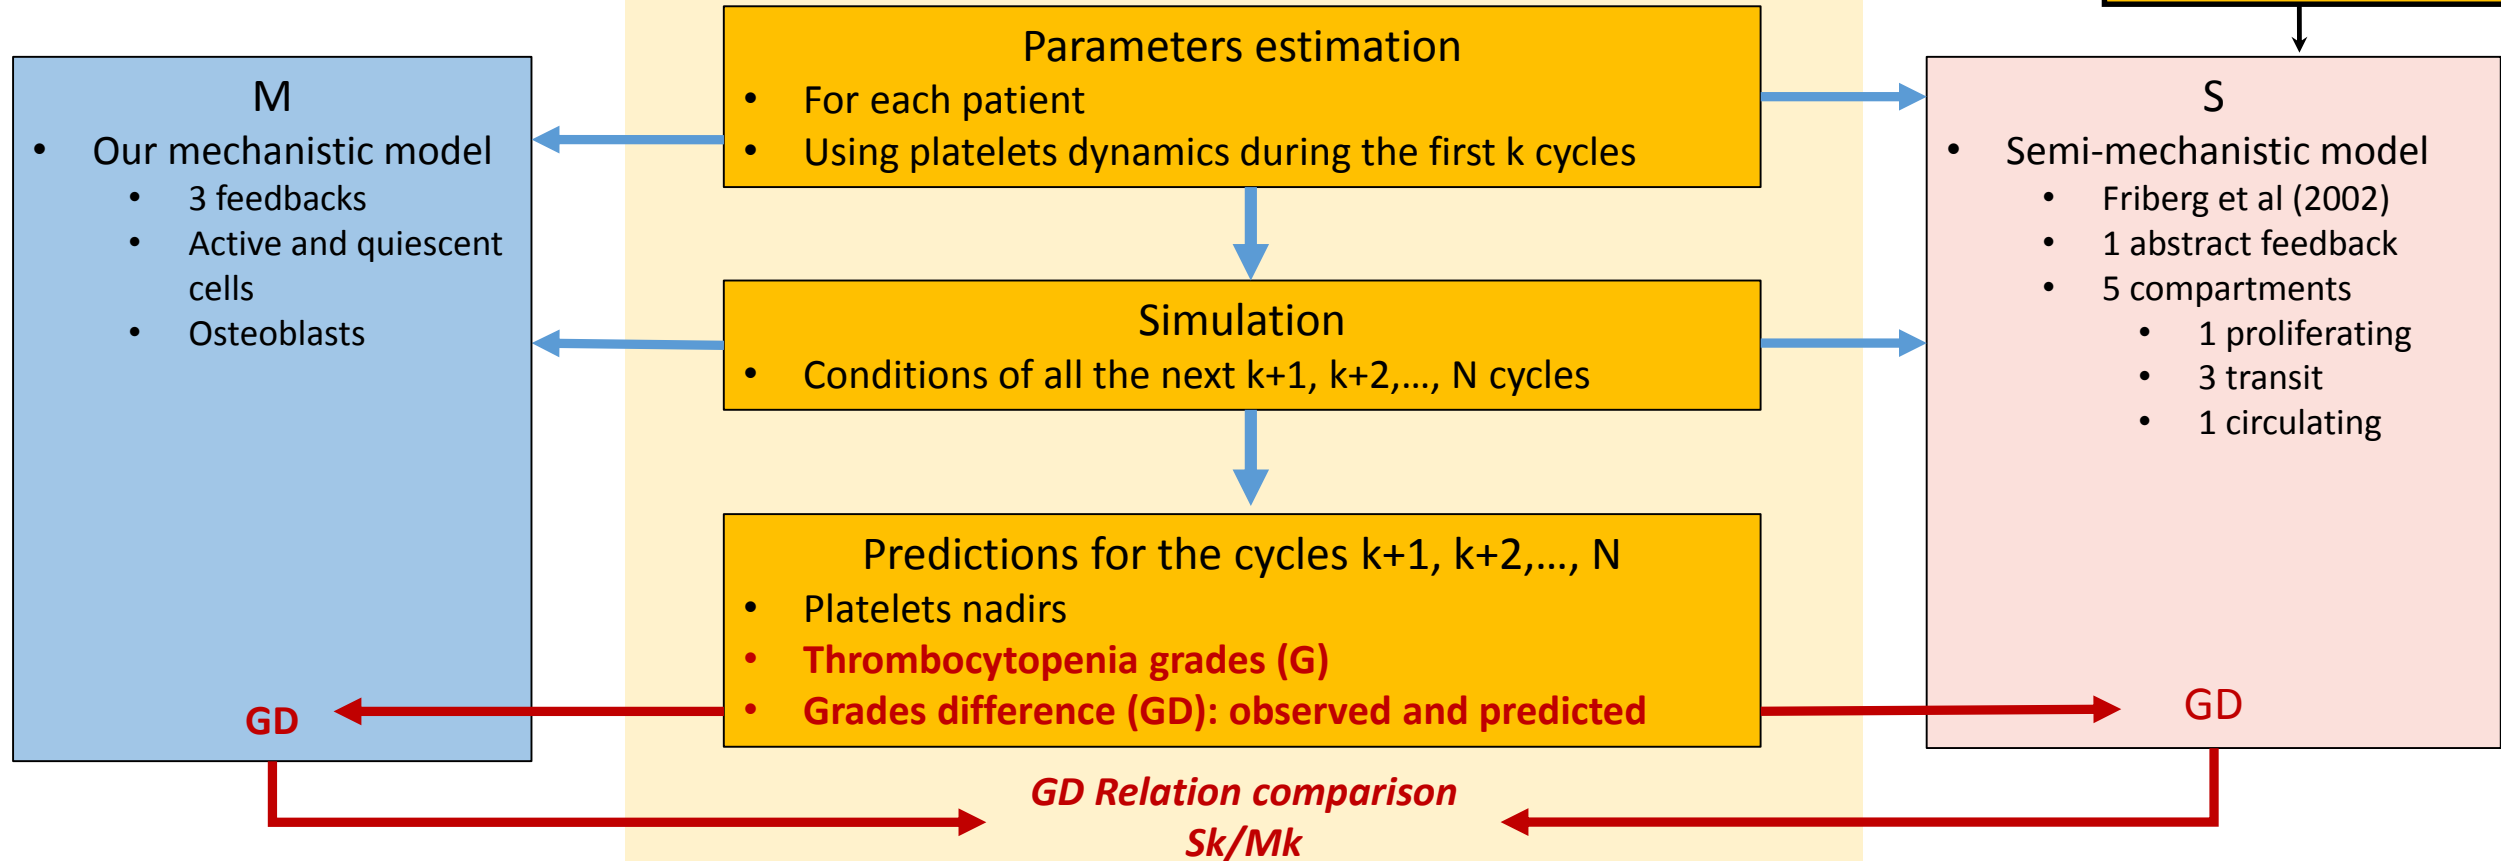 M
• Our mechanistic model
• 3 feedbacks
• Active and quiescent
cells
• Osteoblasts
GD
Parameters estimation
• For each patient
• Using platelets dynamics during the first k cycles
Simulation
• Conditions of all the next k+1, k+2,..., N cycles
Predictions for the cycles k+1, k+2,..., N
• Platelets nadirs
• Thrombocytopenia grades (G)
• Grades difference (GD): observed and predicted
GD Relation comparison
Sk/Mk
S
• Semi-mechanistic model
• Friberg et al (2002)
• 1 abstract feedback
• 5 compartments
• 1 proliferating
• 3 transit
• 1 circulating
GD